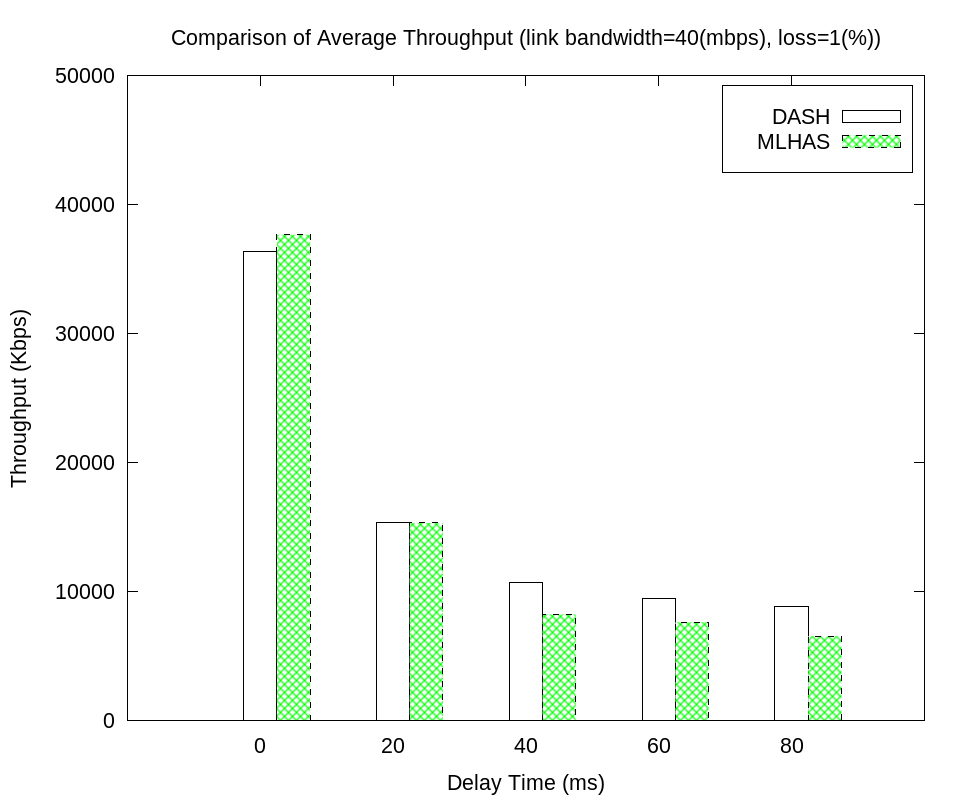 Comparison of Average Throughput (link bandwidth=40(mbps), loss=1(%))
50000
40000
30000
20000
10000
0
Throughput (Kbps)
DASH
MLHAS
0 20 40 60 80
Delay Time (ms)